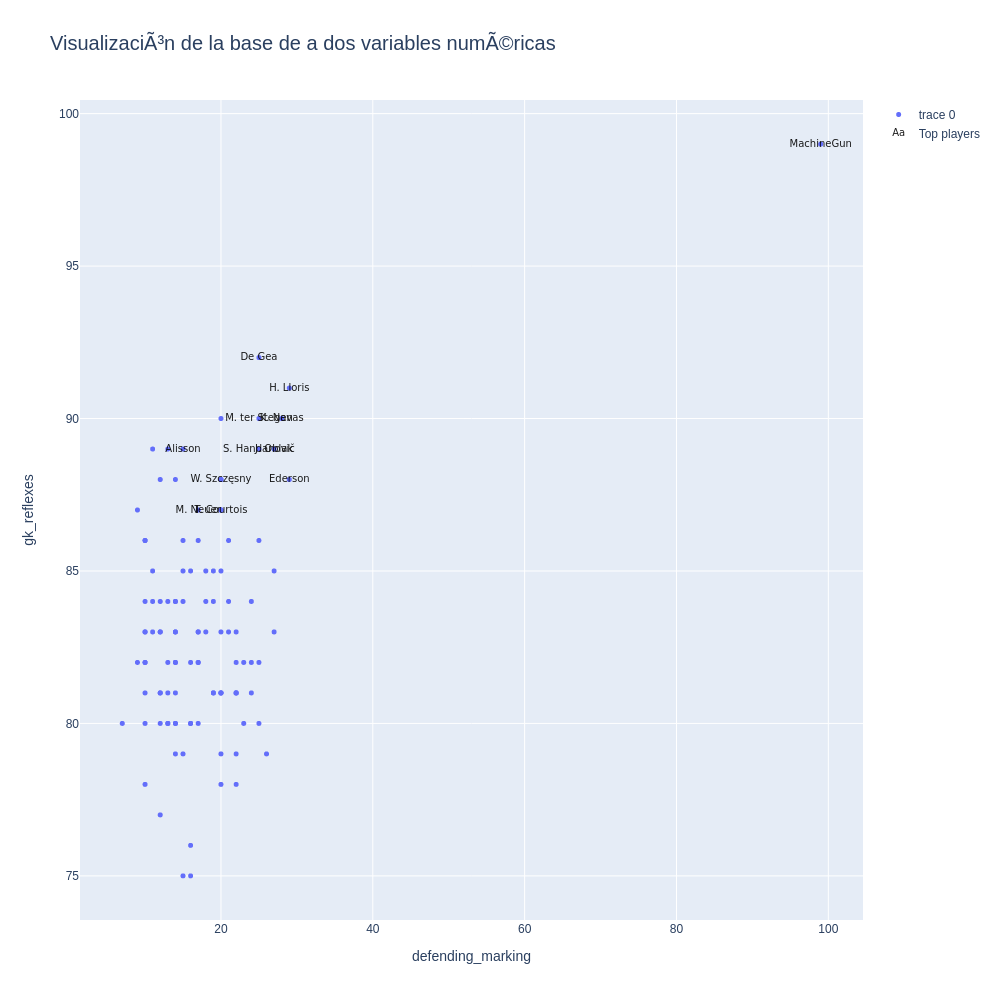 VisualizaciÃ³n de la base de a dos variables numÃ©ricas
trace 0
Aa Top players
MachineGun
De Gea
H. Lloris
M. ter Stegen
K. Navas
Alisson
S. Handanovič
J. Oblak
W. Szczęsny
Ederson
M. Neuer
T. Courtois
100
95
90
85
80
75
gk_reflexes
20
40
60
80
100
defending_marking